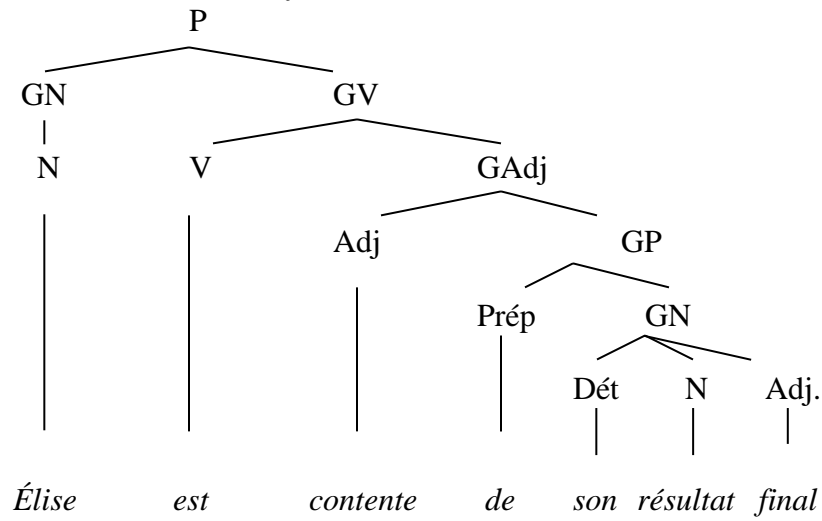 P
GN GV
N V GAdj
Adj GP
Prép GN
Dét N Adj.
Élise est contente de son résultat final